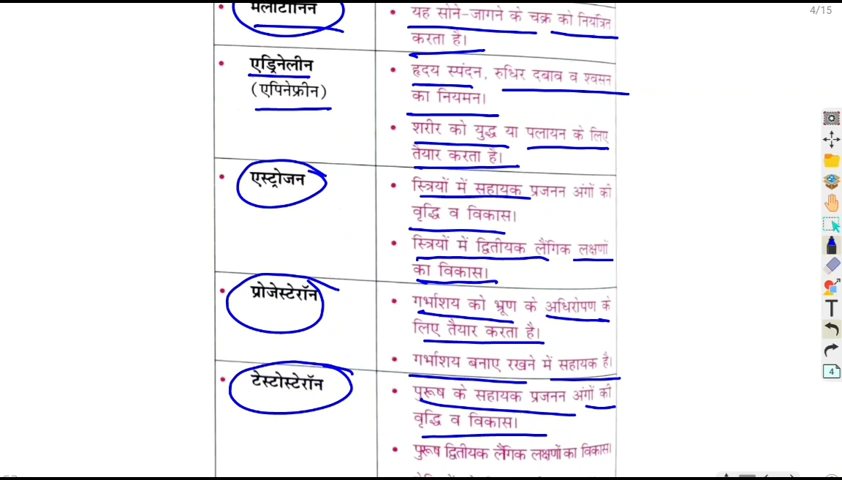 4/15
मेलाटोनिन
• यह सोने-जागने के चक्र को नियंत्रित
करता है।
• एड्रिनेलीन
(एपिनेफ्रीन)
• हृदय स्पंदन, रुधिर दबाव व श्वसन
का नियमन।
• शरीर को युद्ध या पलायन के लिए
तैयार करता है।
• एस्ट्रोजन
• स्त्रियों में सहायक प्रजनन अंगों की
वृद्धि व विकास।
• स्त्रियों में द्वितीयक लैंगिक लक्षणों
का विकास।
• प्रोजेस्टेरॉन
• गर्भाशय को भ्रूण के अधिरोपण के
लिए तैयार करता है।
• गर्भाशय बनाए रखने में सहायक है।
• टेस्टोस्टेरॉन
• पुरूष के सहायक प्रजनन अंगों की
वृद्धि व विकास।
• पुरूष द्वितीयक लैंगिक लक्षणों का विकास।
T
4